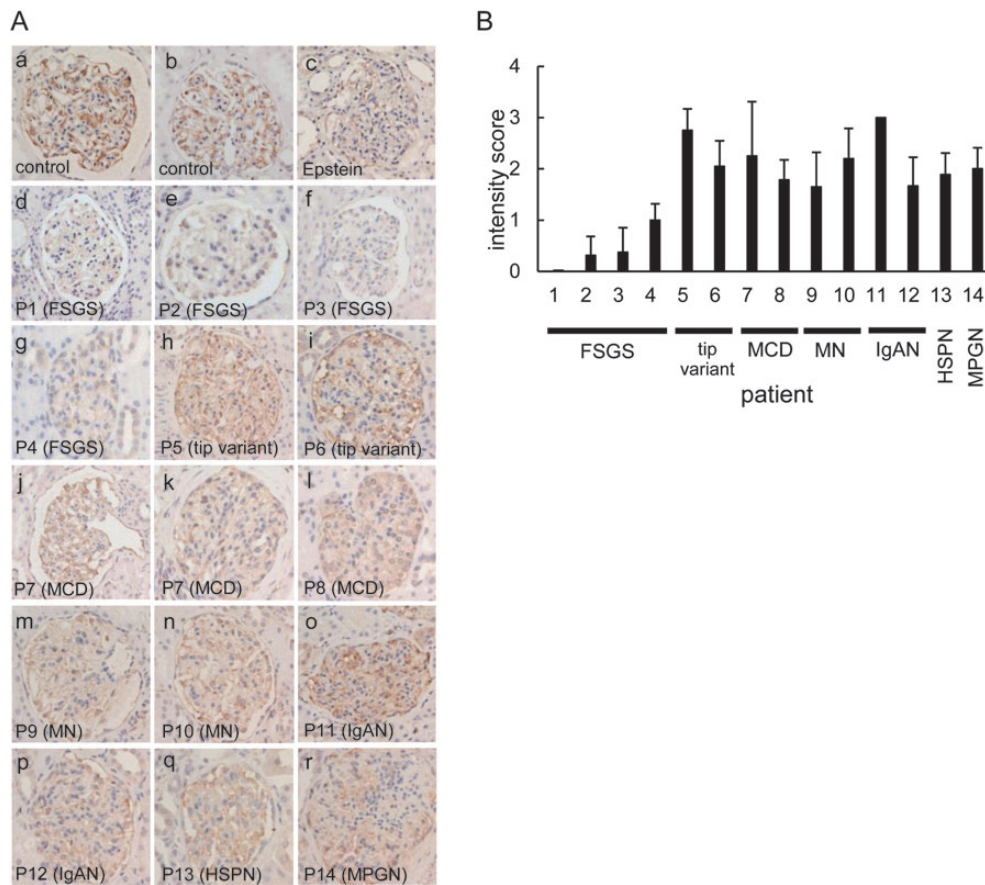 A
B
a
control
b
control
c
Epstein
d
P1 (FSGS)
e
P2 (FSGS)
f
P3 (FSGS)
g
P4 (FSGS)
h
P5 (tip variant)
i
P6 (tip variant)
j
P7 (MCD)
k
P7 (MCD)
l
P8 (MCD)
m
P9 (MN)
n
P10 (MN)
o
P11 (IgAN)
p
P12 (IgAN)
q
P13 (HSPN)
r
P14 (MPGN)
intensity score
4
3
2
1
0
1 2 3 4 5 6 7 8 9 10 11 12 13 14
FSGS
tip
variant
MCD
MN
IgAN
HSPN
MPGN
patient